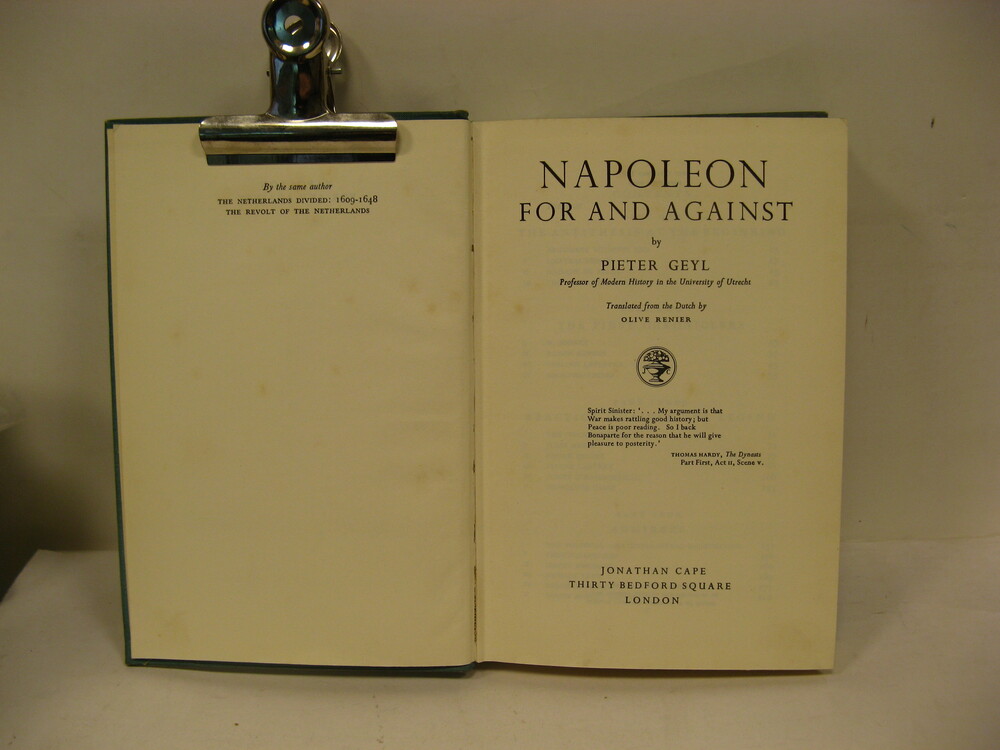 By the same author
THE NETHERLANDS DIVIDED: 1609-1648
THE REVOLT OF THE NETHERLANDS
NAPOLEON
FOR AND AGAINST
by
PIETER GEYL
Professor of Modern History in the University of Utrecht
Translated from the Dutch by
OLIVE RENIER
J C
Spirit Sinister: '. . . My argument is that
War makes rattling good history; but
Peace is poor reading. So I back
Bonaparte for the reason that he will give
pleasure to posterity.'
THOMAS HARDY, The Dynasts
Part First, Act II, Scene V.
JONATHAN CAPE
THIRTY BEDFORD SQUARE
LONDON